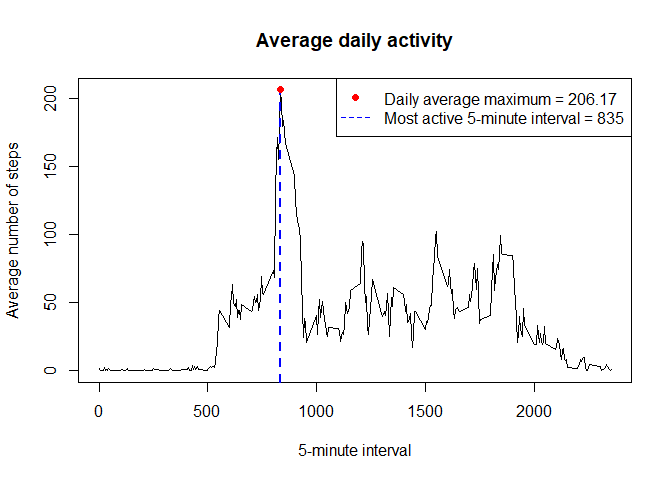 Average daily activity
Daily average maximum = 206.17
Most active 5-minute interval = 835
Average number of steps
200
150
100
50
0
0 500 1000 1500 2000
5-minute interval